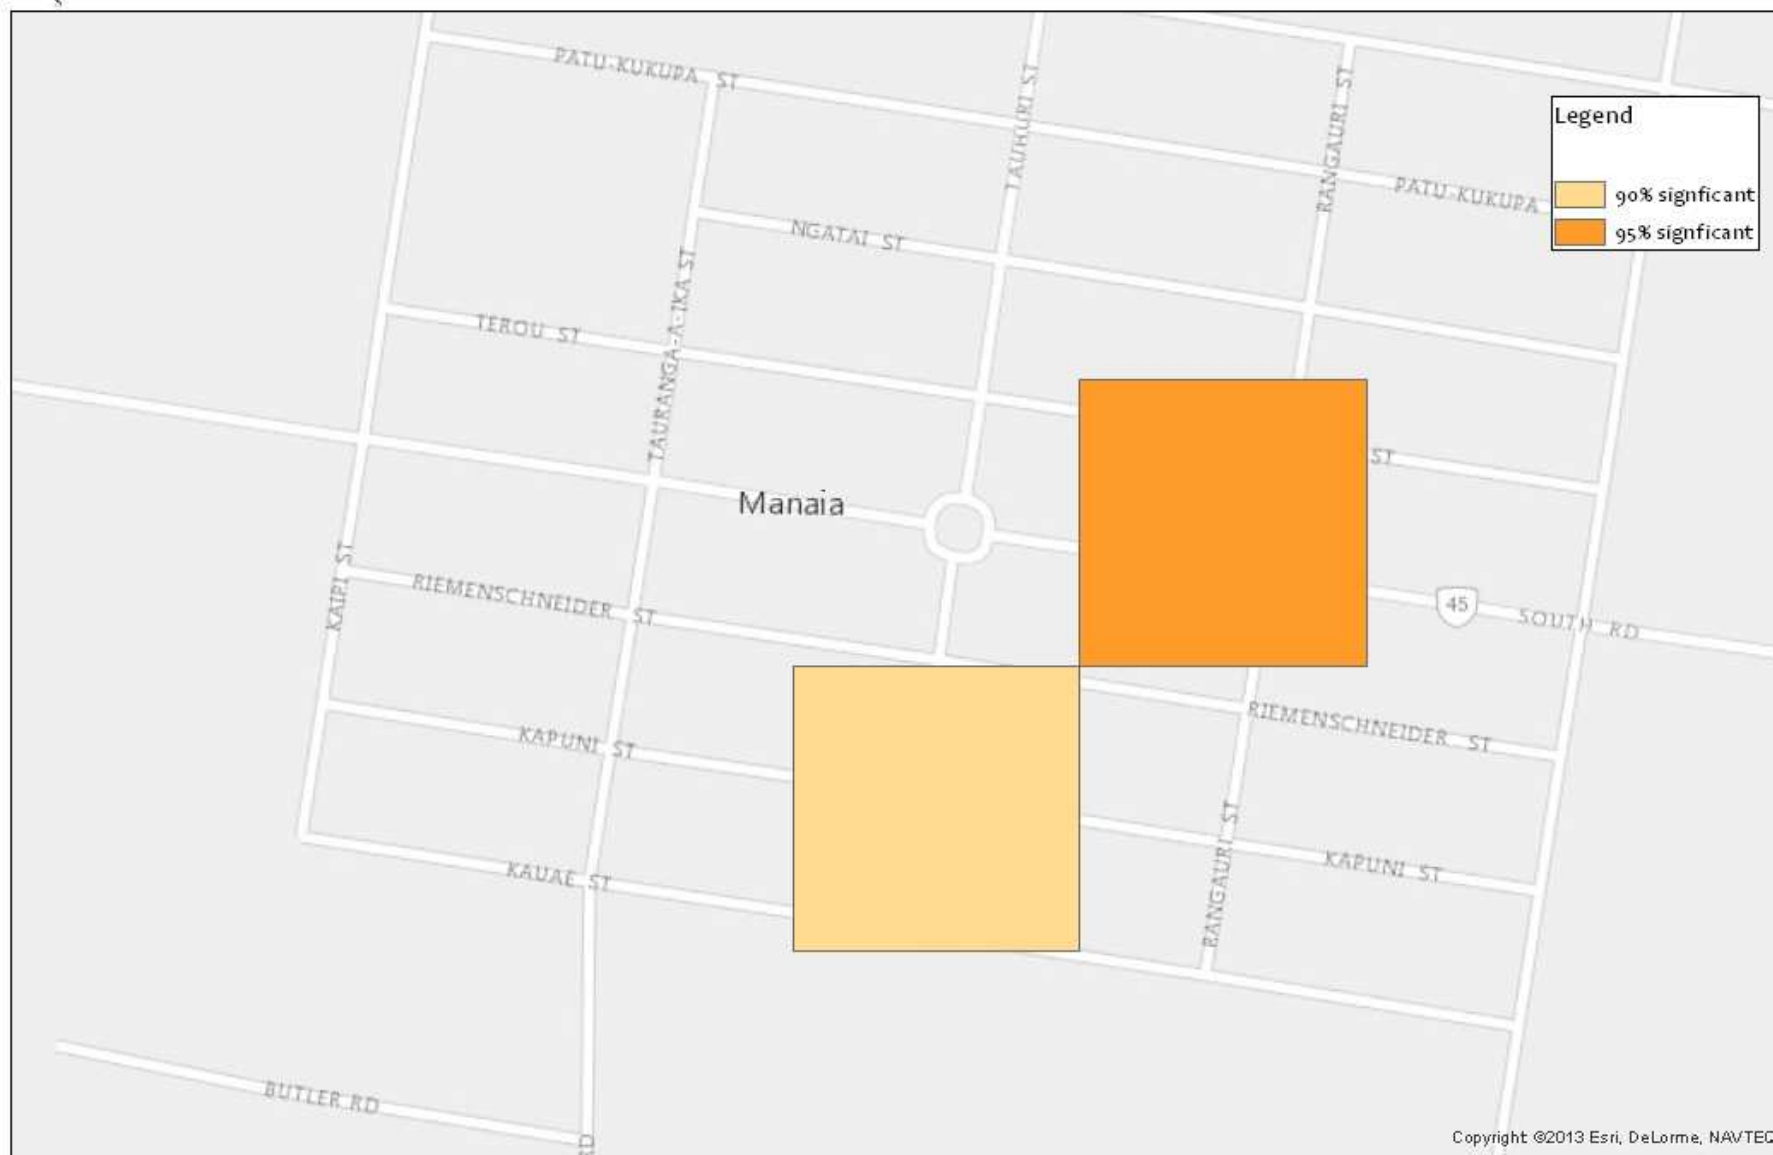 PATU-KUKUPA ST
TAUHURI ST
RANGAURI ST
Legend
90% signficant
95% signficant
PATU-KUKUPA
NGATAI ST
TAURANGA-A-IKA ST
TEROU ST
ST
Manaia
45
SOUTH RD
KAIPI ST
RIEMENSCHNEIDER ST
RIEMENSCHNEIDER ST
KAPUNI ST
RANGAURI ST
KAPUNI ST
KAUAE ST
BUTLER RD
RD
Copyright ©2013 Esri, DeLorme, NAVTEQ